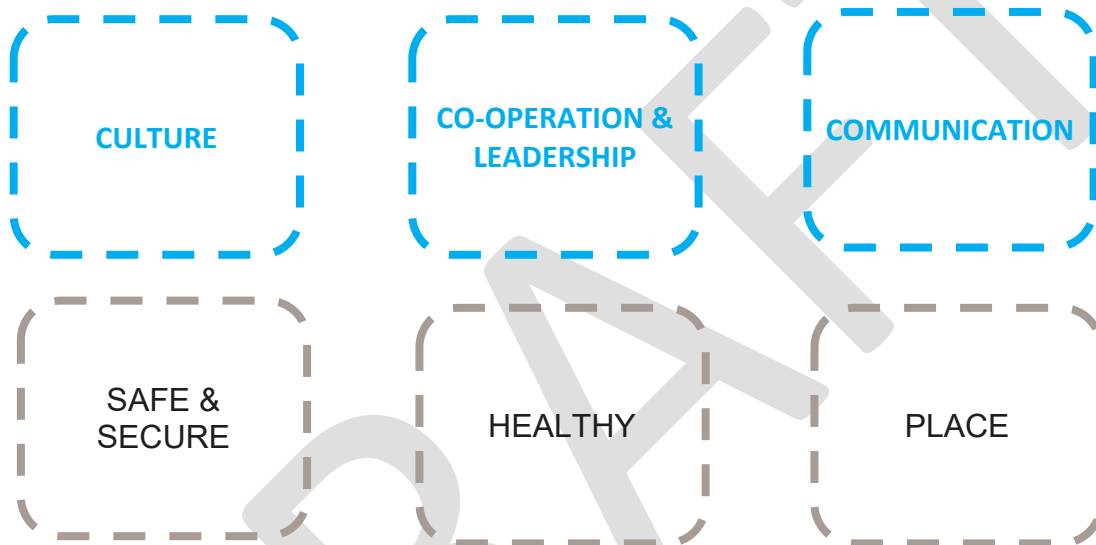 CULTURE
CO-OPERATION &
LEADERSHIP
COMMUNICATION
SAFE &
SECURE
HEALTHY
PLACE